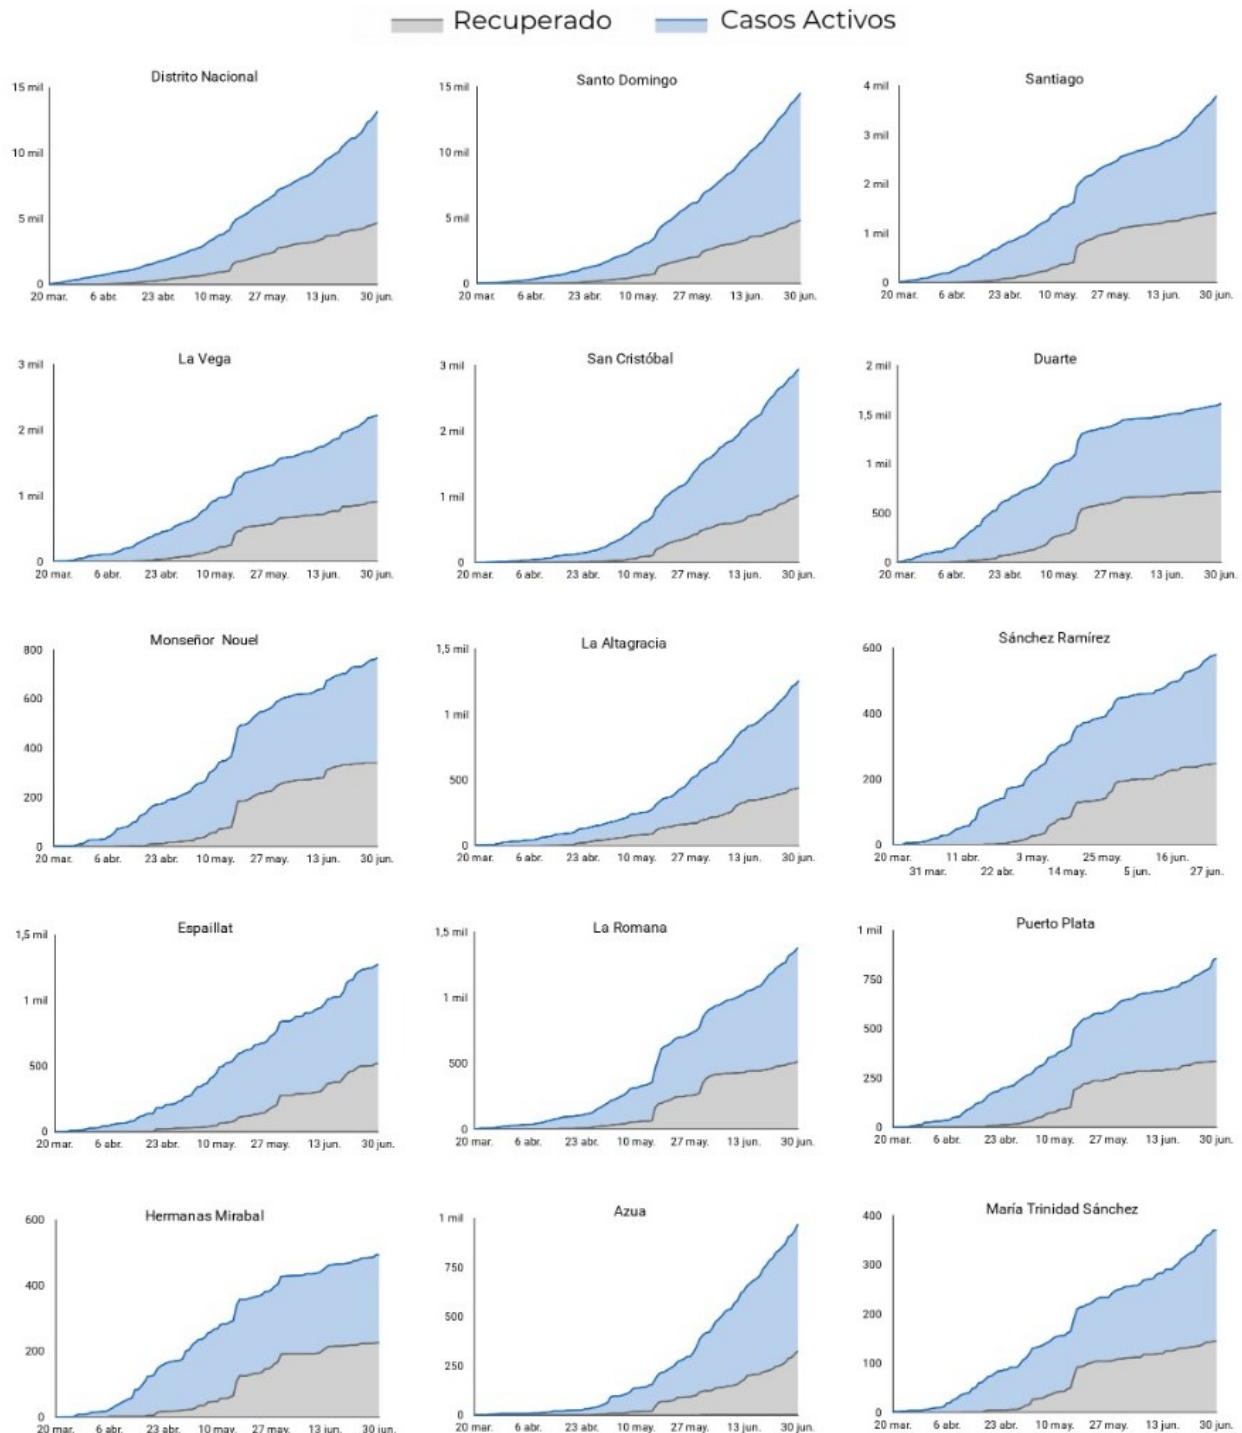 Recuperado Casos Activos
Distrito Nacional
15 mil
10 mil
5 mil
0
20 mar. 6 abr. 23 abr. 10 may. 27 may. 13 jun. 30 jun.
Santo Domingo
15 mil
10 mil
5 mil
0
20 mar. 6 abr. 23 abr. 10 may. 27 may. 13 jun. 30 jun.
Santiago
4 mil
3 mil
2 mil
1 mil
0
20 mar. 6 abr. 23 abr. 10 may. 27 may. 13 jun. 30 jun.
La Vega
3 mil
2 mil
1 mil
0
20 mar. 6 abr. 23 abr. 10 may. 27 may. 13 jun. 30 jun.
San Cristóbal
3 mil
2 mil
1 mil
0
20 mar. 6 abr. 23 abr. 10 may. 27 may. 13 jun. 30 jun.
Duarte
2 mil
1,5 mil
1 mil
500
0
20 mar. 6 abr. 23 abr. 10 may. 27 may. 13 jun. 30 jun.
Monseñor Nouel
800
600
400
200
0
20 mar. 6 abr. 23 abr. 10 may. 27 may. 13 jun. 30 jun.
La Altagracia
1,5 mil
1 mil
500
0
20 mar. 6 abr. 23 abr. 10 may. 27 may. 13 jun. 30 jun.
Sánchez Ramírez
600
400
200
0
20 mar. 11 abr. 3 may. 25 may. 16 jun.
31 mar. 22 abr. 14 may. 5 jun. 27 jun.
Espaillat
1,5 mil
1 mil
500
0
20 mar. 6 abr. 23 abr. 10 may. 27 may. 13 jun. 30 jun.
La Romana
1,5 mil
1 mil
500
0
20 mar. 6 abr. 23 abr. 10 may. 27 may. 13 jun. 30 jun.
Puerto Plata
1 mil
750
500
250
0
20 mar. 6 abr. 23 abr. 10 may. 27 may. 13 jun. 30 jun.
Hermanas Mirabal
600
400
200
0
20 mar. 6 abr. 23 abr. 10 may. 27 may. 13 jun. 30 jun.
Azua
1 mil
750
500
250
0
20 mar. 6 abr. 23 abr. 10 may. 27 may. 13 jun. 30 jun.
María Trinidad Sánchez
400
300
200
100
0
20 mar. 6 abr. 23 abr. 10 may. 27 may. 13 jun. 30 jun.